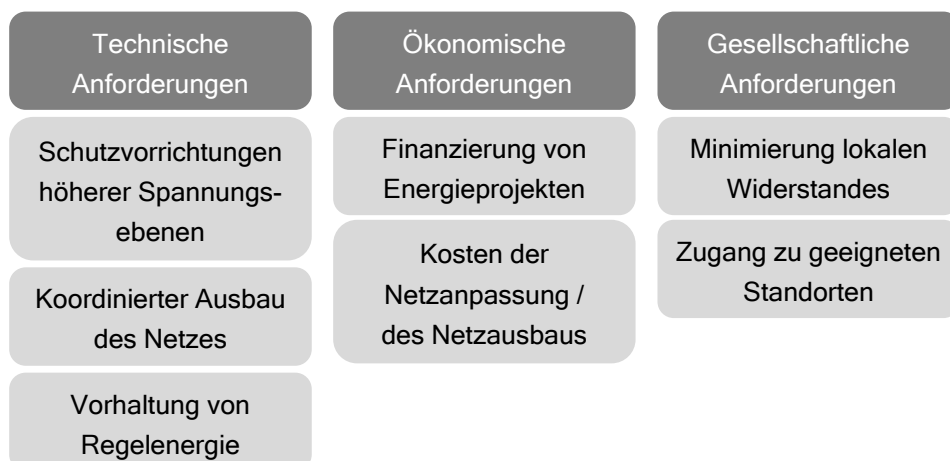 Technische
Anforderungen
Schutzvorrichtungen
höherer Spannungs-
ebenen
Koordinierter Ausbau
des Netzes
Vorhaltung von
Regelenergie
Ökonomische
Anforderungen
Finanzierung von
Energieprojekten
Kosten der
Netzanpassung /
des Netzausbaus
Gesellschaftliche
Anforderungen
Minimierung lokalen
Widerstandes
Zugang zu geeigneten
Standorten